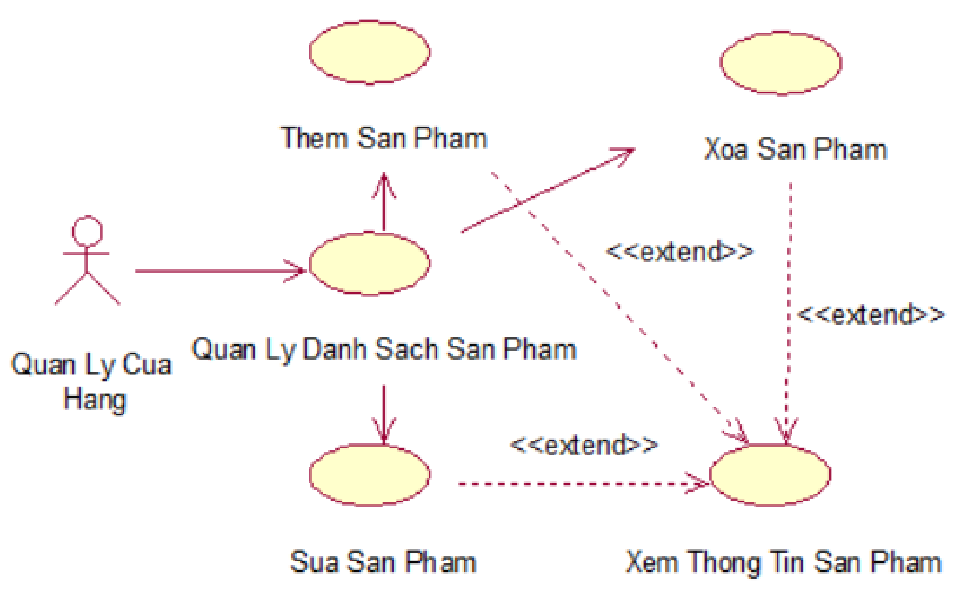 Them San Pham
Xoa San Pham
<<extend>>
<<extend>>
Quan Ly Danh Sach San Pham
Quan Ly Cua
Hang
<<extend>>
Sua San Pham
Xem Thong Tin San Pham